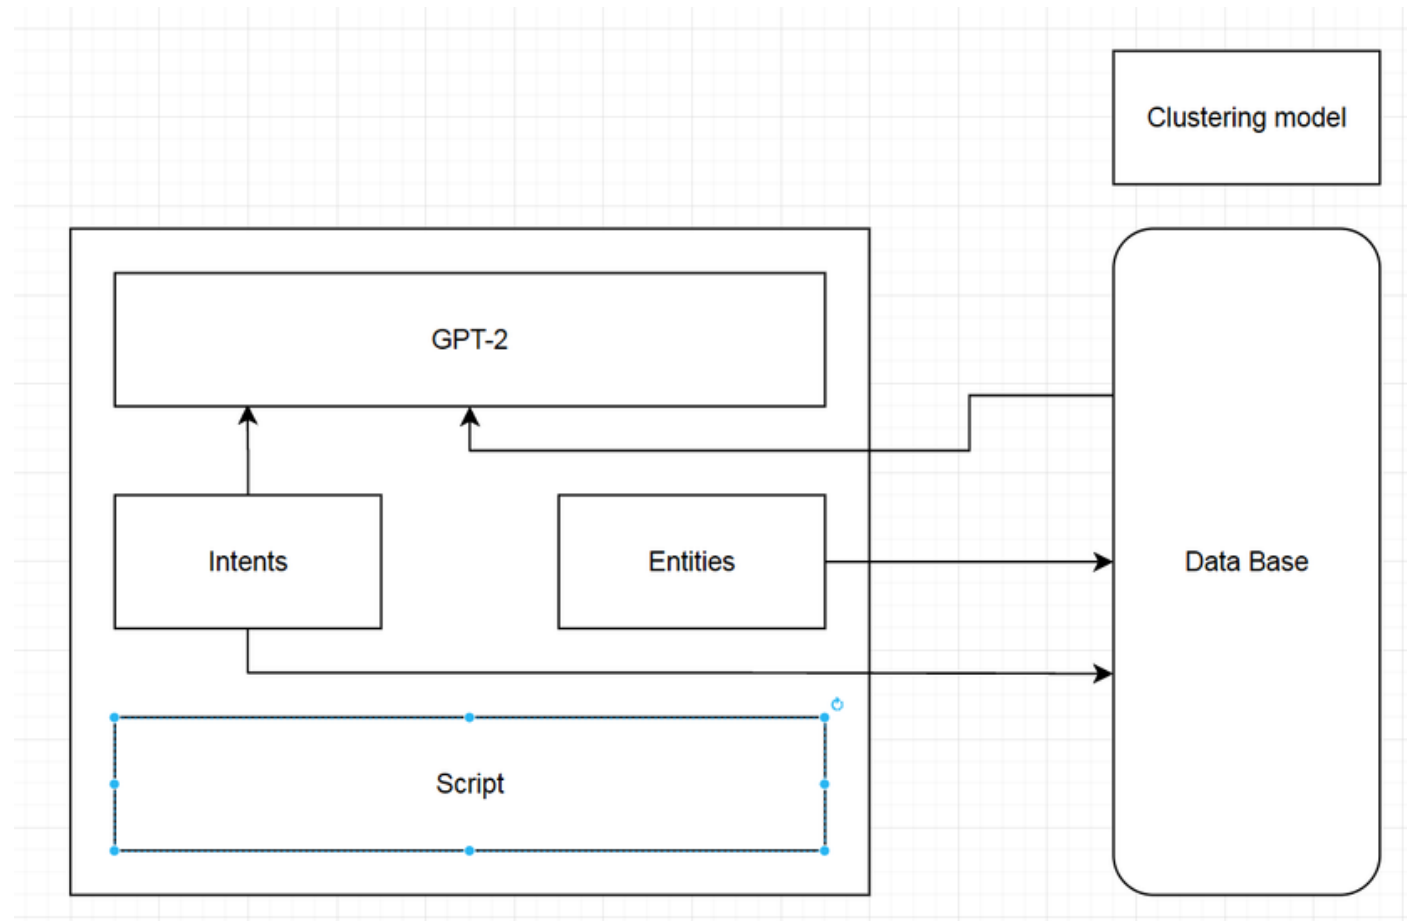 Clustering model
GPT-2
Intents
Entities
Data Base
Script